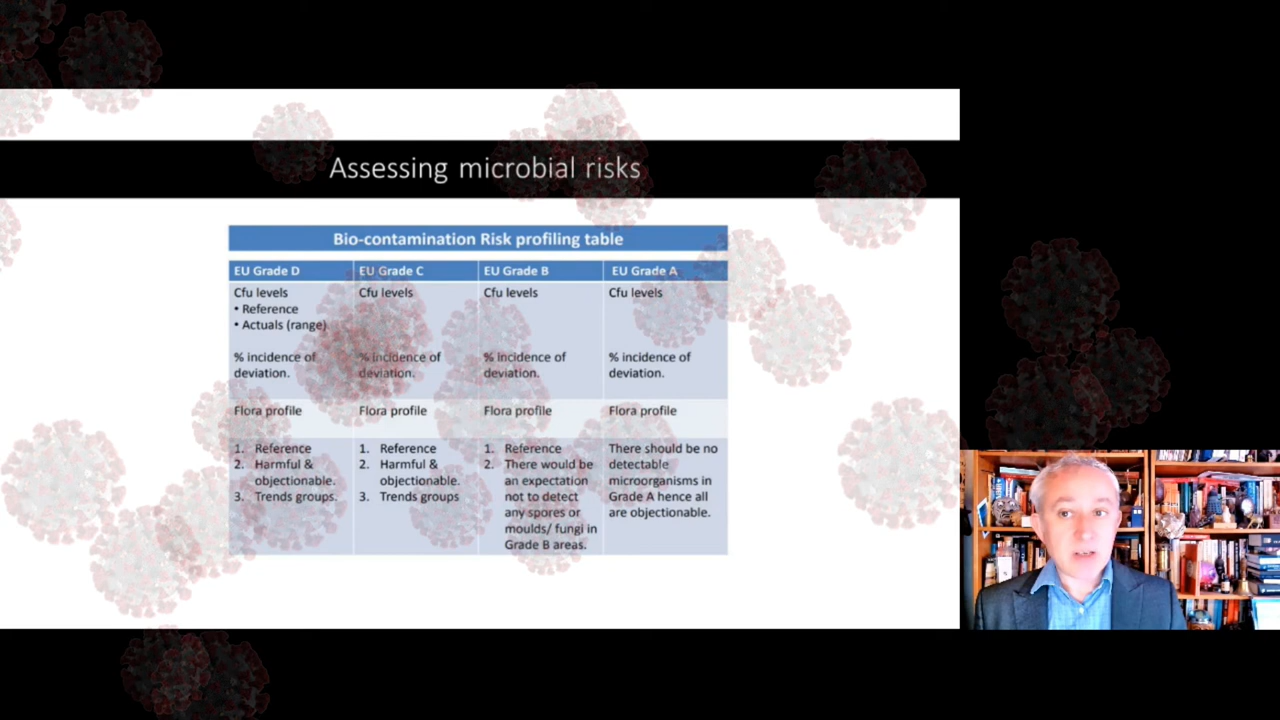 Assessing microbial risks
Bio-contamination Risk profiling table
EU Grade D
EU Grade C
EU Grade B
EU Grade A
Cfu levels
• Reference
• Actuals (range)
% incidence of
deviation.
Cfu levels
% incidence of
deviation.
Cfu levels
% incidence of
deviation.
Cfu levels
% incidence of
deviation.
Flora profile
Flora profile
Flora profile
Flora profile
1. Reference
2. Harmful &
objectionable.
3. Trends groups.
1. Reference
2. Harmful &
objectionable.
3. Trends groups
1. Reference
2. There would be
an expectation
not to detect
any spores or
moulds/ fungi in
Grade B areas.
There should be no
detectable
microorganisms in
Grade A hence all
are objectionable.